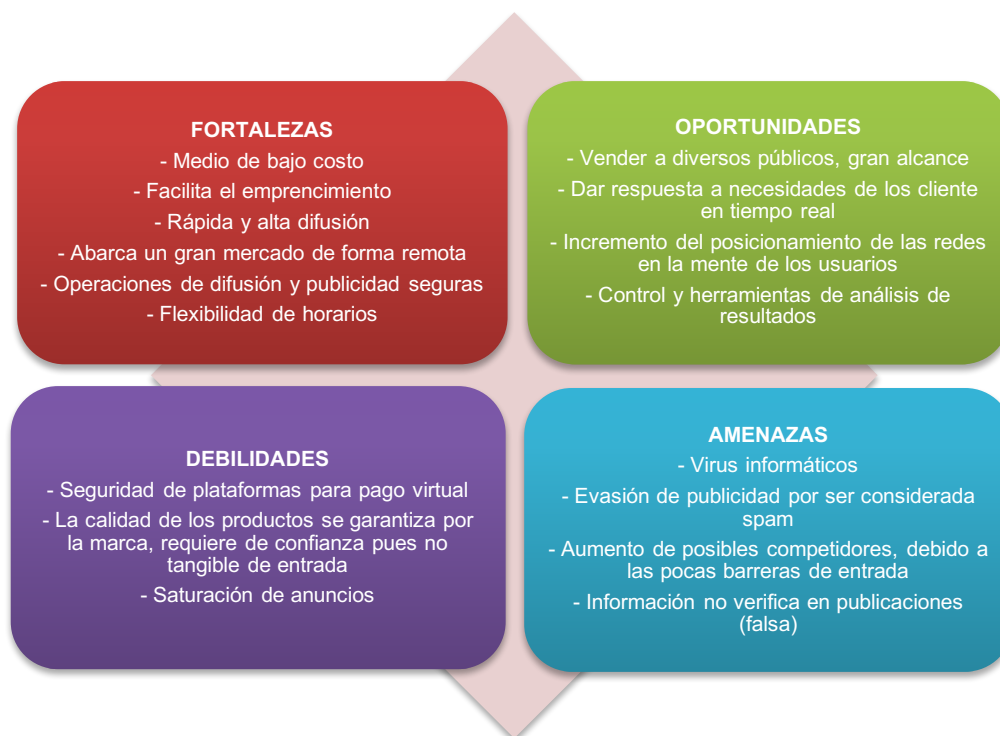 FORTALEZAS
- Medio de bajo costo
- Facilita el emprencimiento
- Rápida y alta difusión
- Abarca un gran mercado de forma remota
- Operaciones de difusión y publicidad seguras
- Flexibilidad de horarios
OPORTUNIDADES
- Vender a diversos públicos, gran alcance
- Dar respuesta a necesidades de los cliente
en tiempo real
- Incremento del posicionamiento de las redes
en la mente de los usuarios
- Control y herramientas de análisis de
resultados
DEBILIDADES
- Seguridad de plataformas para pago virtual
- La calidad de los productos se garantiza por
la marca, requiere de confianza pues no
tangible de entrada
- Saturación de anuncios
AMENAZAS
- Virus informáticos
- Evasión de publicidad por ser considerada
spam
- Aumento de posibles competidores, debido a
las pocas barreras de entrada
- Información no verifica en publicaciones
(falsa)